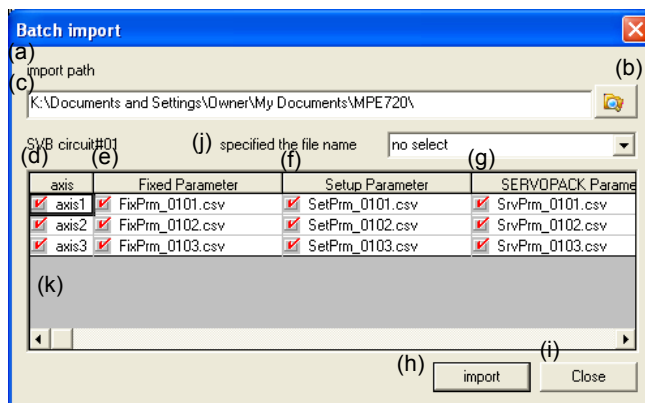 Batch import
(a)
import path
(b)
(c)
K:\Documents and Settings\Owner\My Documents\MPE720\
SVB circuit#01
(j) specified the file name no select
(d) (e) (f) (g)
axis Fixed Parameter Setup Parameter SERVOPACK Parame
axis1 FixPrm_0101.csv SetPrm_0101.csv SrvPrm_0101.csv
axis2 FixPrm_0102.csv SetPrm_0102.csv SrvPrm_0102.csv
axis3 FixPrm_0103.csv SetPrm_0103.csv SrvPrm_0103.csv
(k)
(h) import (i) Close